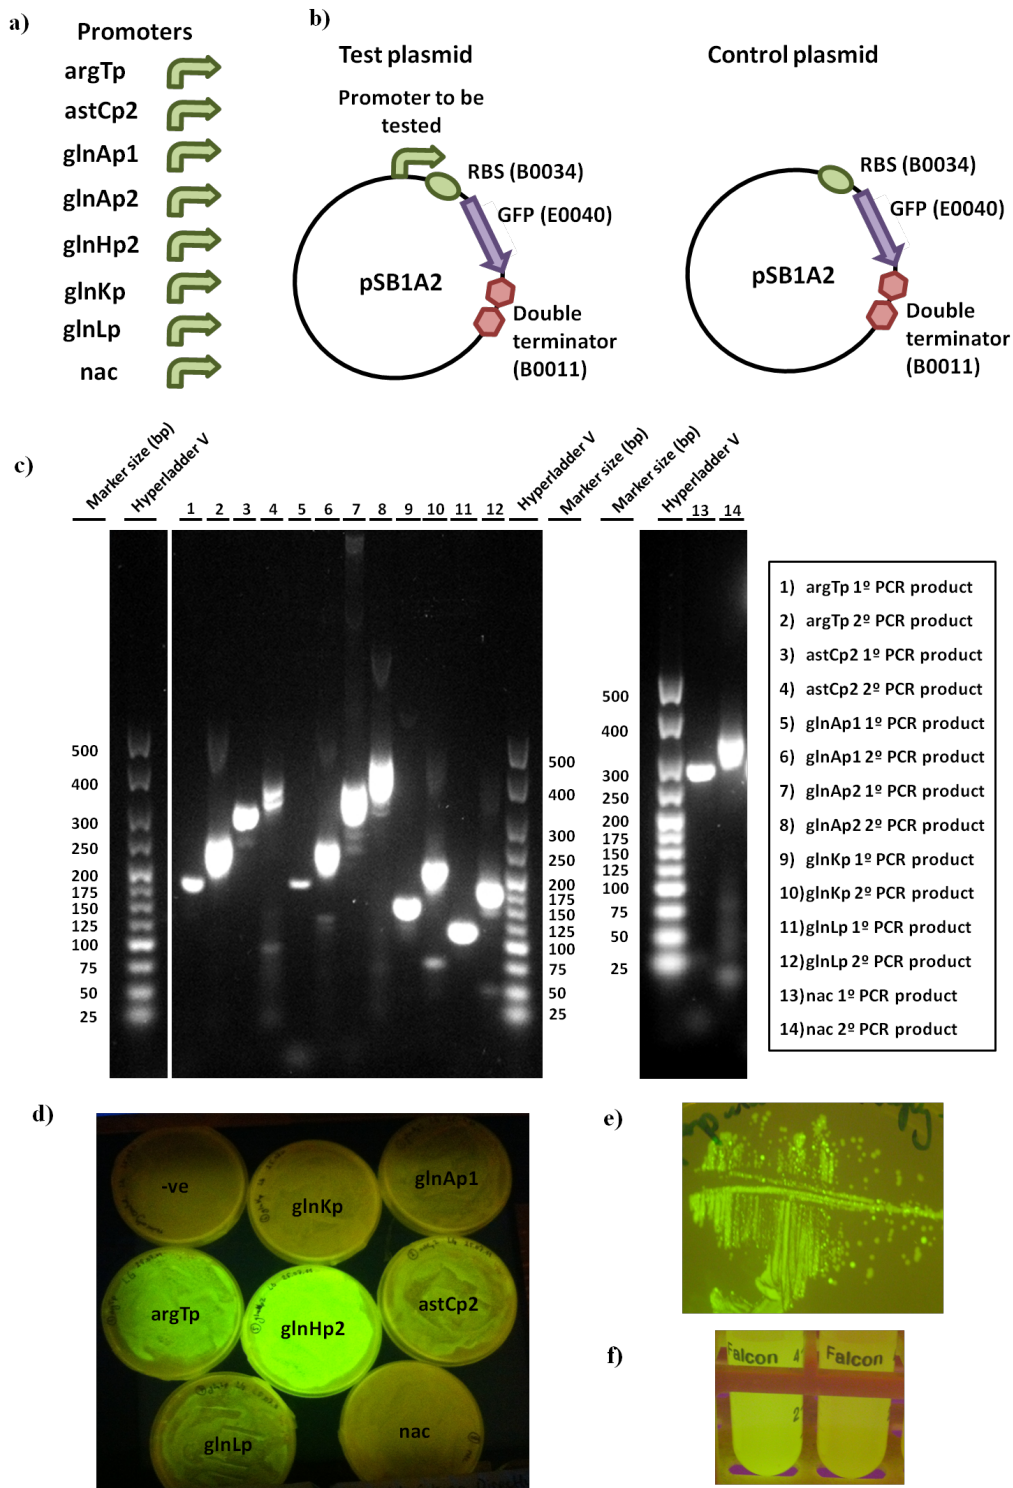 a)
Promoters
argTp
astCp2
glnAp1
glnAp2
glnHp2
glnKp
glnLp
nac
b)
Test plasmid
Promoter to be
tested
RBS (B0034)
GFP (E0040)
pSB1A2
Double
terminator
(B0011)
Control plasmid
RBS (B0034)
GFP (E0040)
pSB1A2
Double
terminator
(B0011)
c)
Marker size (bp)
Hyperladder V
1 2 3 4 5 6 7 8 9 10 11 12
Hyperladder V
Marker size (bp)
Marker size (bp)
Hyperladder V
13 14
500
400
300
250
200
175
150
125
100
75
50
25
500
400
300
250
200
175
150
125
100
75
50
25
500
400
300
250
200
175
150
125
100
75
50
25
1) argTp 1º PCR product
2) argTp 2º PCR product
3) astCp2 1º PCR product
4) astCp2 2º PCR product
5) glnAp1 1º PCR product
6) glnAp1 2º PCR product
7) glnAp2 1º PCR product
8) glnAp2 2º PCR product
9) glnKp 1º PCR product
10) glnKp 2º PCR product
11) glnLp 1º PCR product
12) glnLp 2º PCR product
13) nac 1º PCR product
14) nac 2º PCR product
d)
-ve
glnKp
glnAp1
argTp
glnHp2
astCp2
glnLp
nac
e)
f)
Falcon
Falcon